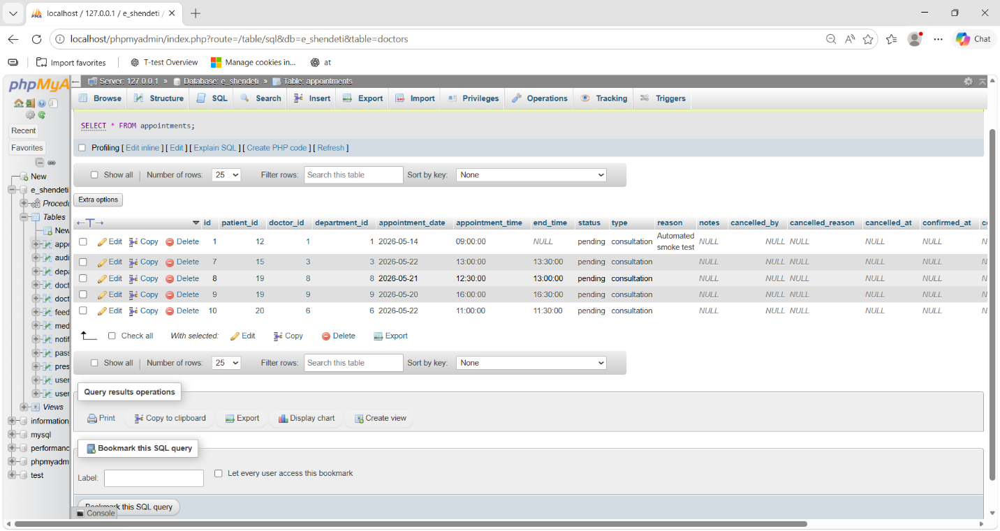 localhost / 127.0.0.1 / e_shendeti /
localhost/phpmyadmin/index.php?route=/table/sql&db=e_shendeti&table=doctors
Chat
Import favorites
T-test Overview
Manage cookies in...
at
phpMyA
Server: 127.0.0.1 » Database: e_shendeti » Table: appointments
Browse Structure SQL Search Insert Export Import Privileges Operations Tracking Triggers
Recent
Favorites
New
e_shendeti
Procedu
Tables
New
appo
audi
depa
doct
doct
feed
med
notif
pass
pres
user
user
Views
information
mysql
performanc
phpmyadm
test
SELECT * FROM appointments;
Profiling [ Edit inline ] [ Edit ] [ Explain SQL ] [ Create PHP code ] [ Refresh ]
Show all Number of rows: 25 Filter rows: Search this table Sort by key: None
Extra options
←T→ id patient_id doctor_id department_id appointment_date appointment_time end_time status type reason notes cancelled_by cancelled_reason cancelled_at confirmed_at c
Edit Copy Delete 1 12 1 1 2026-05-14 09:00:00 NULL pending consultation Automated smoke test NULL NULL NULL NULL NULL N
Edit Copy Delete 7 15 3 3 2026-05-22 13:00:00 13:30:00 pending consultation NULL NULL NULL NULL NULL N
Edit Copy Delete 8 19 8 8 2026-05-21 12:30:00 13:00:00 pending consultation NULL NULL NULL NULL NULL N
Edit Copy Delete 9 19 9 9 2026-05-20 16:00:00 16:30:00 pending consultation NULL NULL NULL NULL NULL N
Edit Copy Delete 10 20 6 6 2026-05-22 11:00:00 11:30:00 pending consultation NULL NULL NULL NULL NULL N
Check all With selected: Edit Copy Delete Export
Show all Number of rows: 25 Filter rows: Search this table Sort by key: None
Query results operations
Print Copy to clipboard Export Display chart Create view
Bookmark this SQL query
Label: Let every user access this bookmark
Bookmark this SQL query
Console